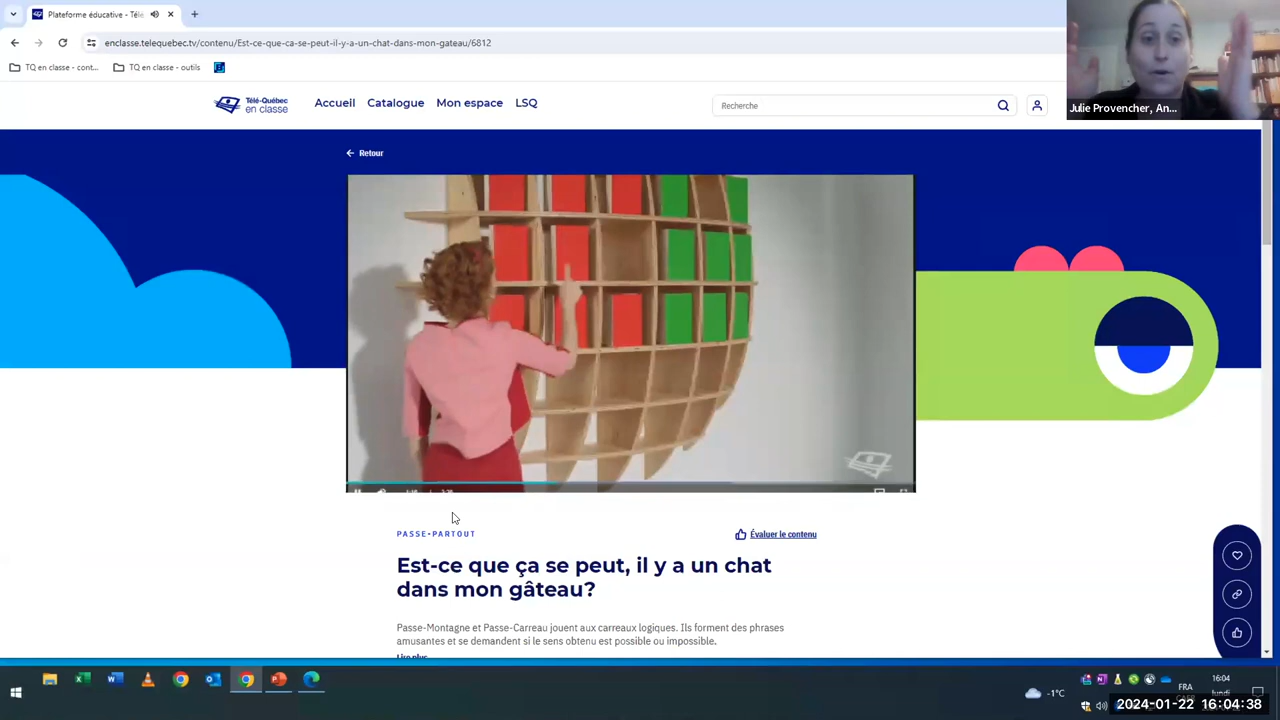 Plateforme éducative - Télé
enclasse.telequebec.tv/contenu/Est-ce-que-ca-se-peut-il-y-a-un-chat-dans-mon-gateau/6812
TQ en classe - cont...
TQ en classe - outils
Julie Provencher, An...
Télé-Québec
en classe
Accueil
Catalogue
Mon espace
LSQ
Recherche
Retour
PASSE-PARTOUT
Évaluer le contenu
Est-ce que ça se peut, il y a un chat
dans mon gâteau?
Passe-Montagne et Passe-Carreau jouent aux carreaux logiques. Ils forment des phrases
amusantes et se demandent si le sens obtenu est possible ou impossible.
Lire plus
-1°C
FRA
CAFR
16:04
lundi
2024-01-22 16:04:38